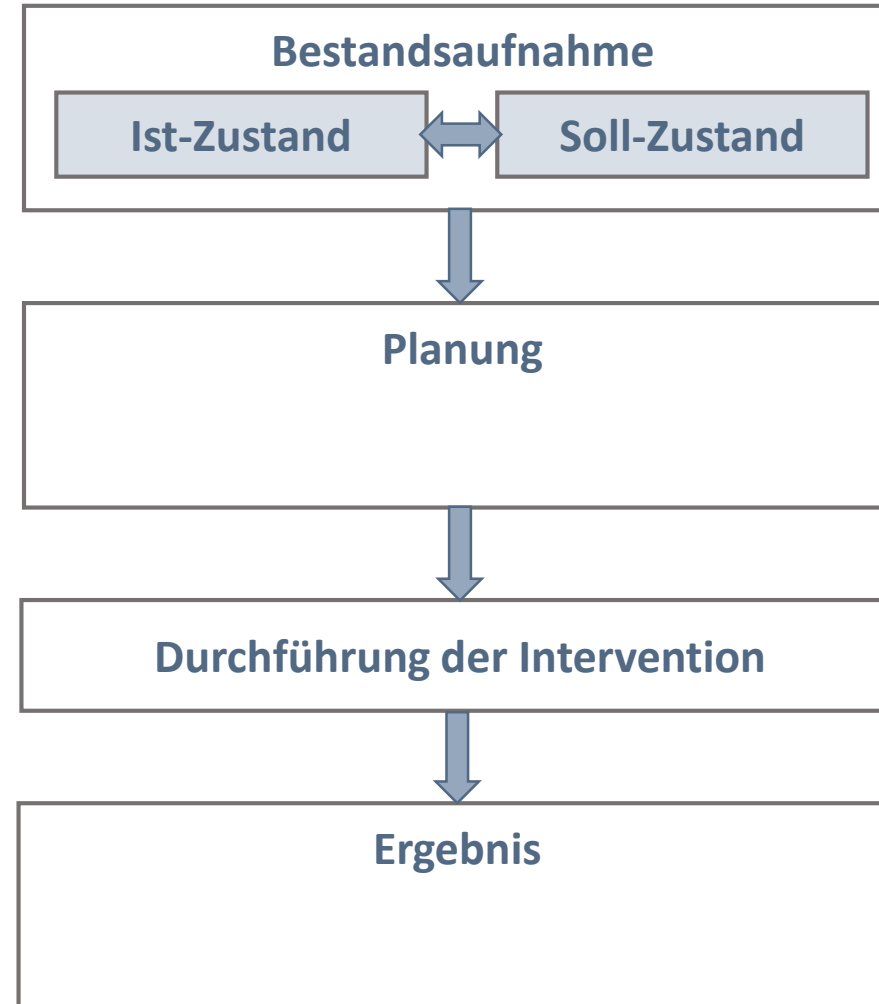 Bestandsaufnahme
Ist-Zustand
Soll-Zustand
Planung
Durchführung der Intervention
Ergebnis